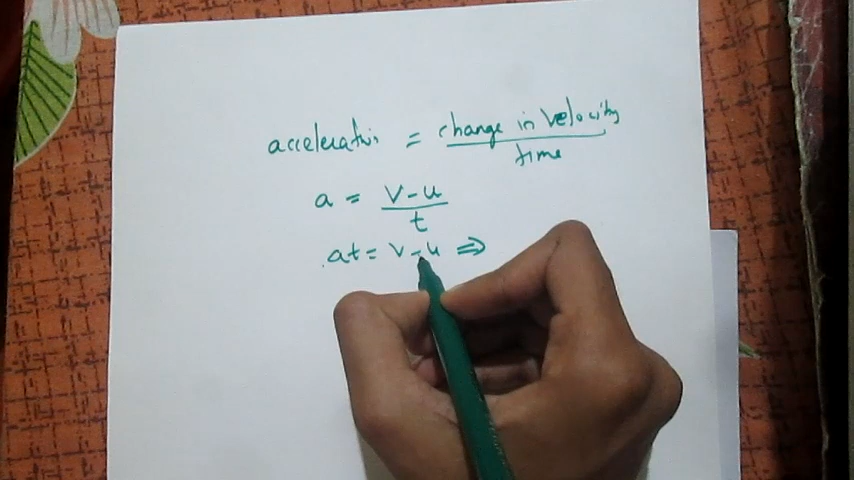 acceleration = change in velocity
time
a = v - u
t
at = v - u ⇒